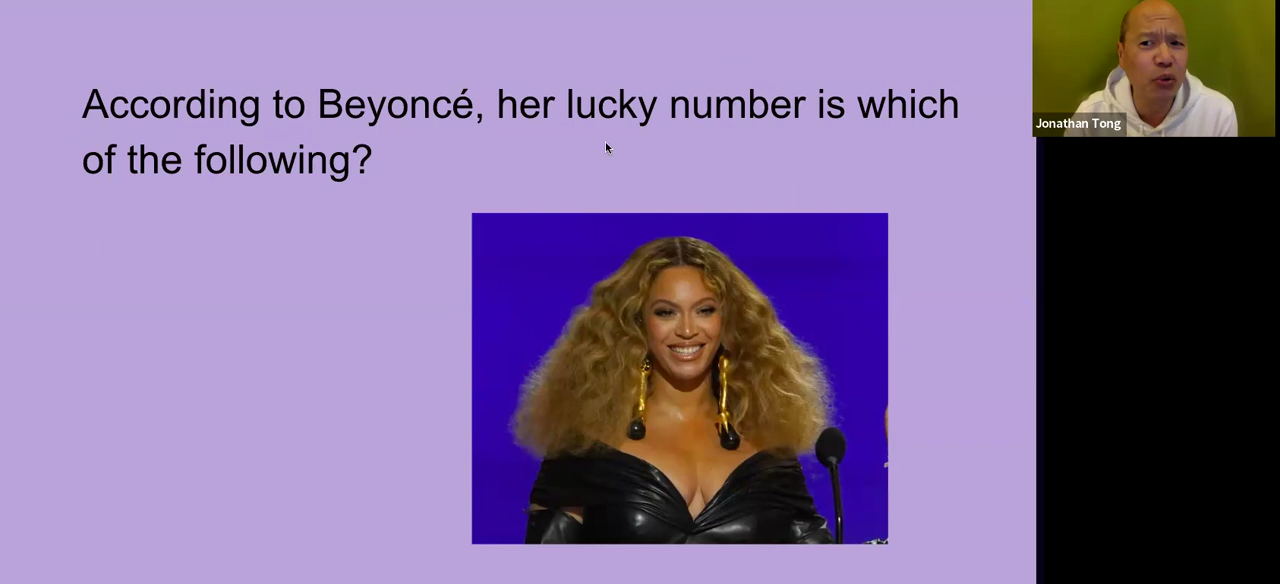 According to Beyoncé, her lucky number is which
of the following?
Jonathan Tong